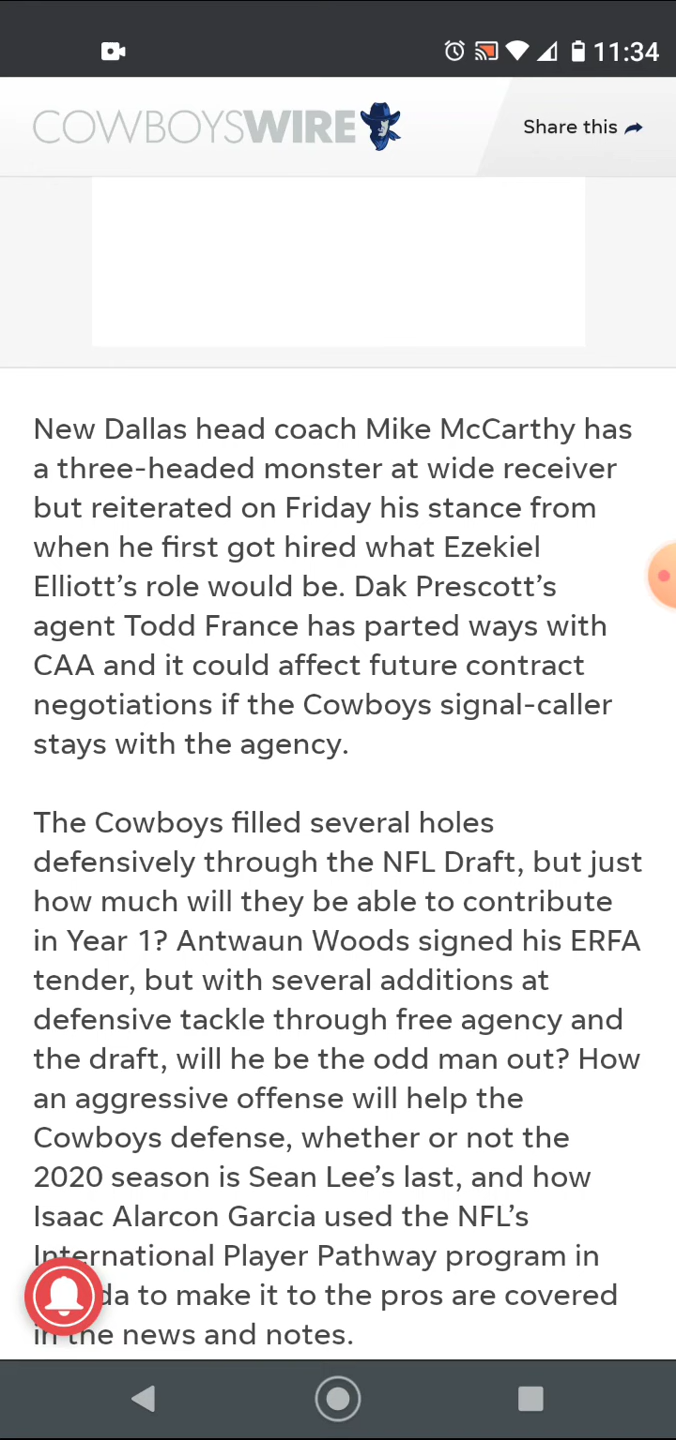 11:34
COWBOYSWIRE
Share this
New Dallas head coach Mike McCarthy has
a three-headed monster at wide receiver
but reiterated on Friday his stance from
when he first got hired what Ezekiel
Elliott’s role would be. Dak Prescott’s
agent Todd France has parted ways with
CAA and it could affect future contract
negotiations if the Cowboys signal-caller
stays with the agency.
The Cowboys filled several holes
defensively through the NFL Draft, but just
how much will they be able to contribute
in Year 1? Antwaun Woods signed his ERFA
tender, but with several additions at
defensive tackle through free agency and
the draft, will he be the odd man out? How
an aggressive offense will help the
Cowboys defense, whether or not the
2020 season is Sean Lee’s last, and how
Isaac Alarcon Garcia used the NFL’s
International Player Pathway program in
da to make it to the pros are covered
in the news and notes.